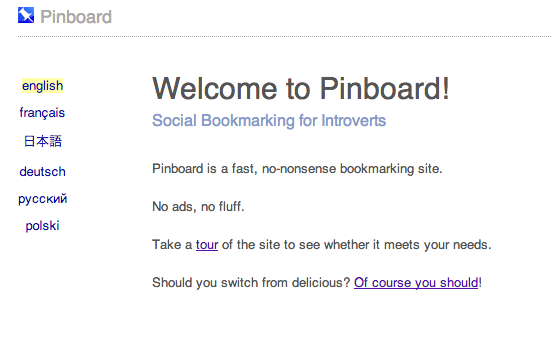 Pinboard
english
français
日本語
deutsch
русский
polski
Welcome to Pinboard!
Social Bookmarking for Introverts
Pinboard is a fast, no-nonsense bookmarking site.
No ads, no fluff.
Take a tour of the site to see whether it meets your needs.
Should you switch from delicious? Of course you should!